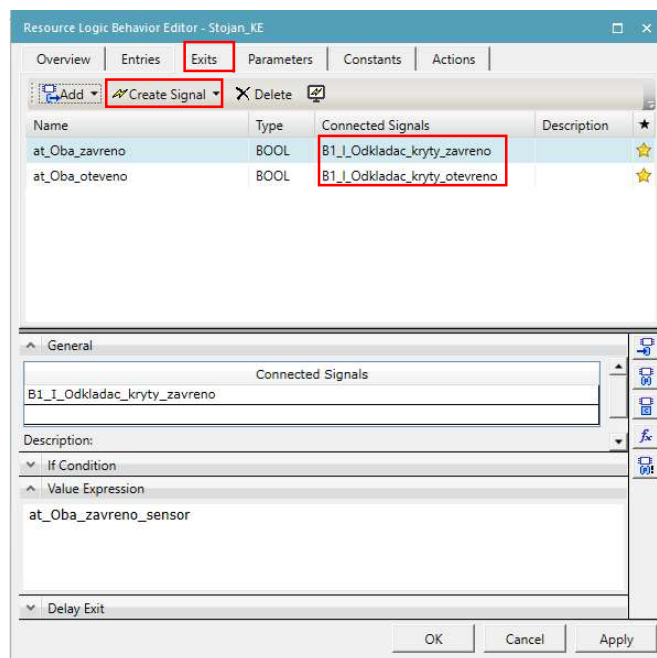 Resource Logic Behavior Editor - Stojan_KE
Overview Entries Exits Parameters Constants Actions
Add Create Signal Delete
Name Type Connected Signals Description
at_Oba_zavreno BOOL B1_I_Odkladac_kryty_zavreno
at_Oba_oteveno BOOL B1_I_Odkladac_kryty_otevreno
General
Connected Signals
B1_I_Odkladac_kryty_zavreno
Description:
If Condition
Value Expression
at_Oba_zavreno_sensor
Delay Exit
OK Cancel Apply